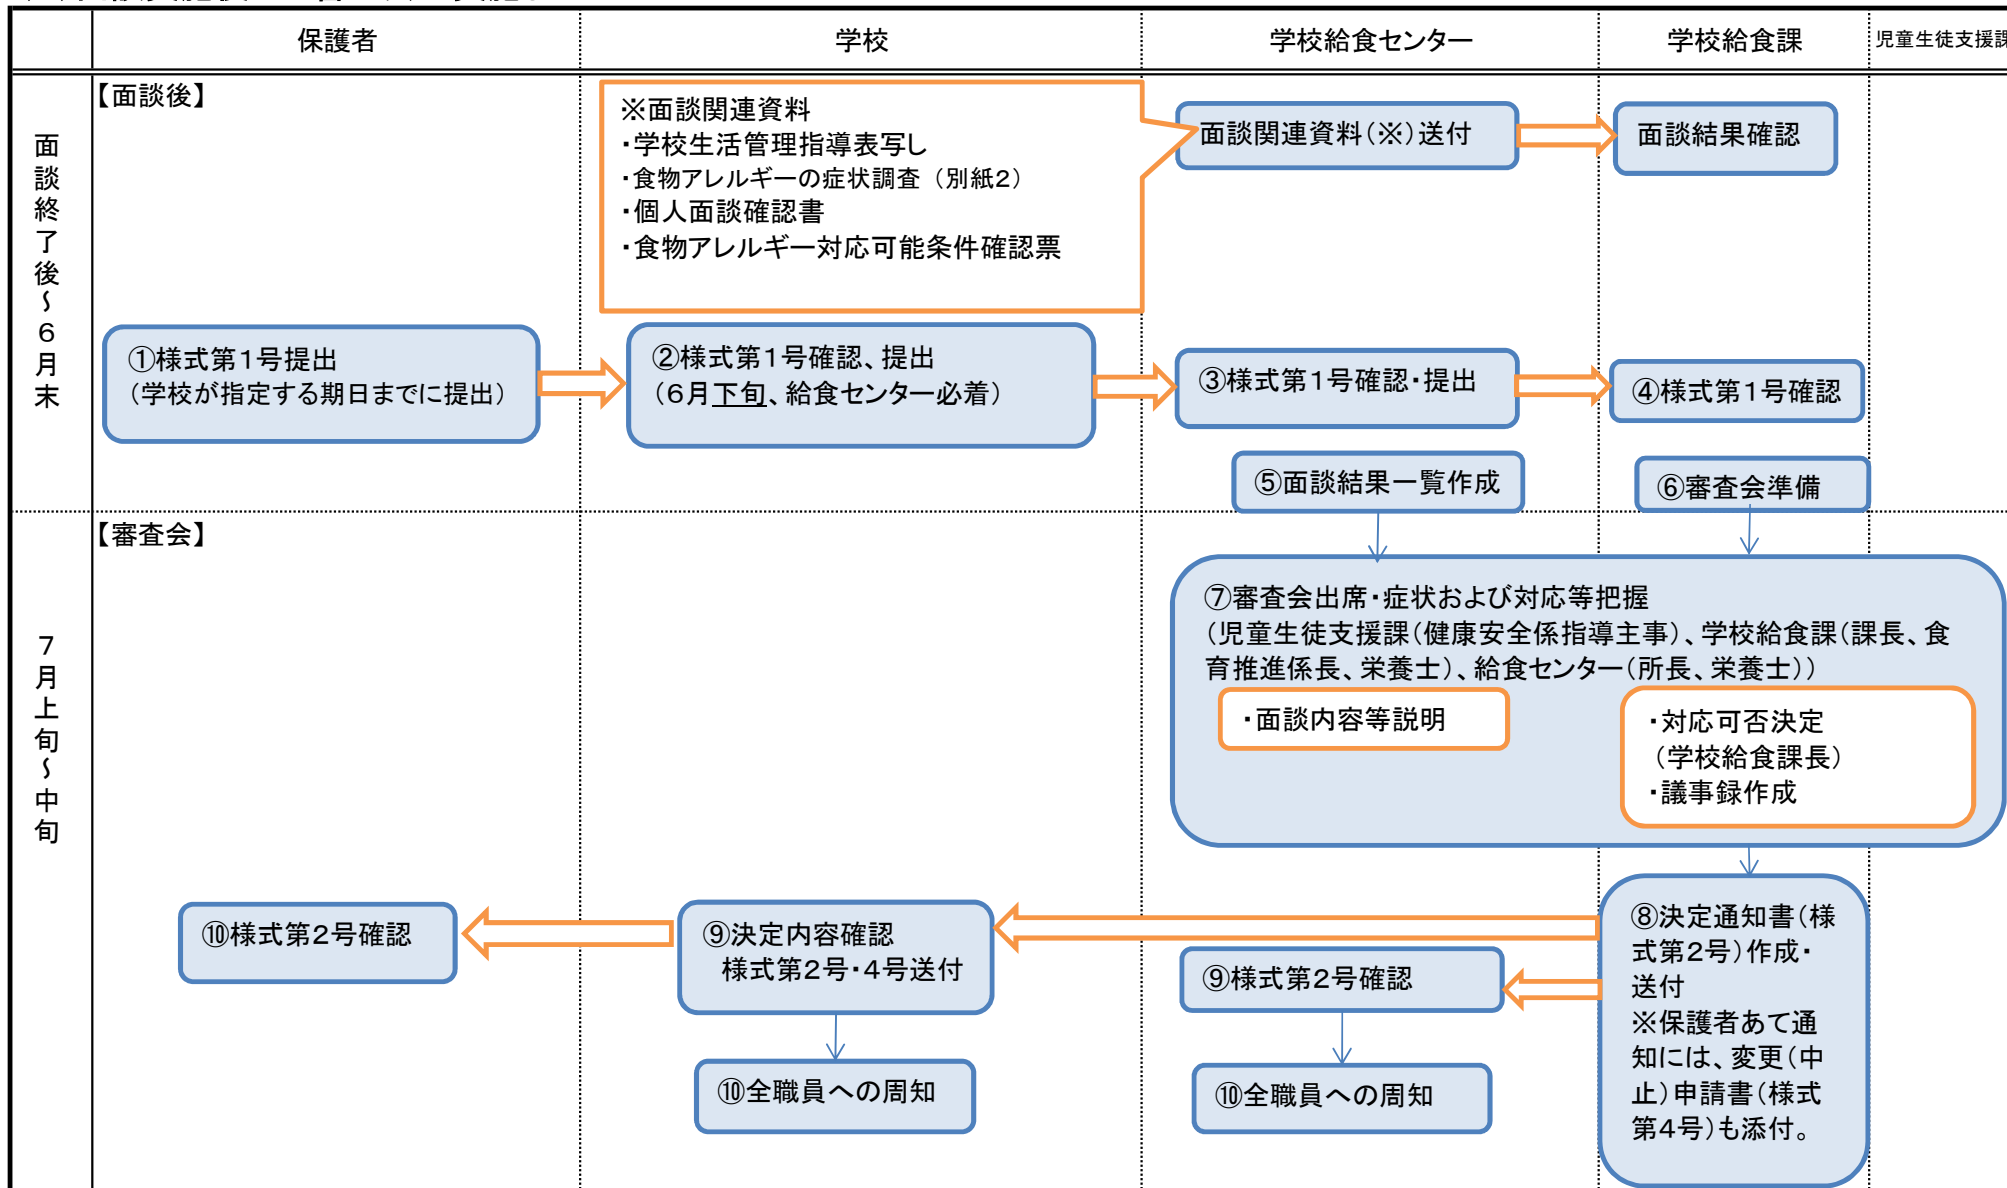 保護者
学校
学校給食センター
学校給食課
児童生徒支援課
面談終了後～6月末
【面談後】
※面談関連資料
・学校生活管理指導表写し
・食物アレルギーの症状調査（別紙2）
・個人面談確認書
・食物アレルギー対応可能条件確認票
面談関連資料（※）送付
面談結果確認
①様式第1号提出
（学校が指定する期日までに提出）
②様式第1号確認、提出
（6月下旬、給食センター必着）
③様式第1号確認・提出
④様式第1号確認
⑤面談結果一覧作成
⑥審査会準備
7月上旬～中旬
【審査会】
⑦審査会出席・症状および対応等把握
（児童生徒支援課（健康安全係指導主事）、学校給食課（課長、食
育推進係長、栄養士）、給食センター（所長、栄養士））
・面談内容等説明
・対応可否決定
（学校給食課長）
・議事録作成
⑧決定通知書（様
式第2号）作成・
送付
※保護者あて通
知には、変更（中
止）申請書（様式
第4号）も添付。
⑨決定内容確認
様式第2号・4号送付
⑨様式第2号確認
⑩様式第2号確認
⑩全職員への周知
⑩全職員への周知